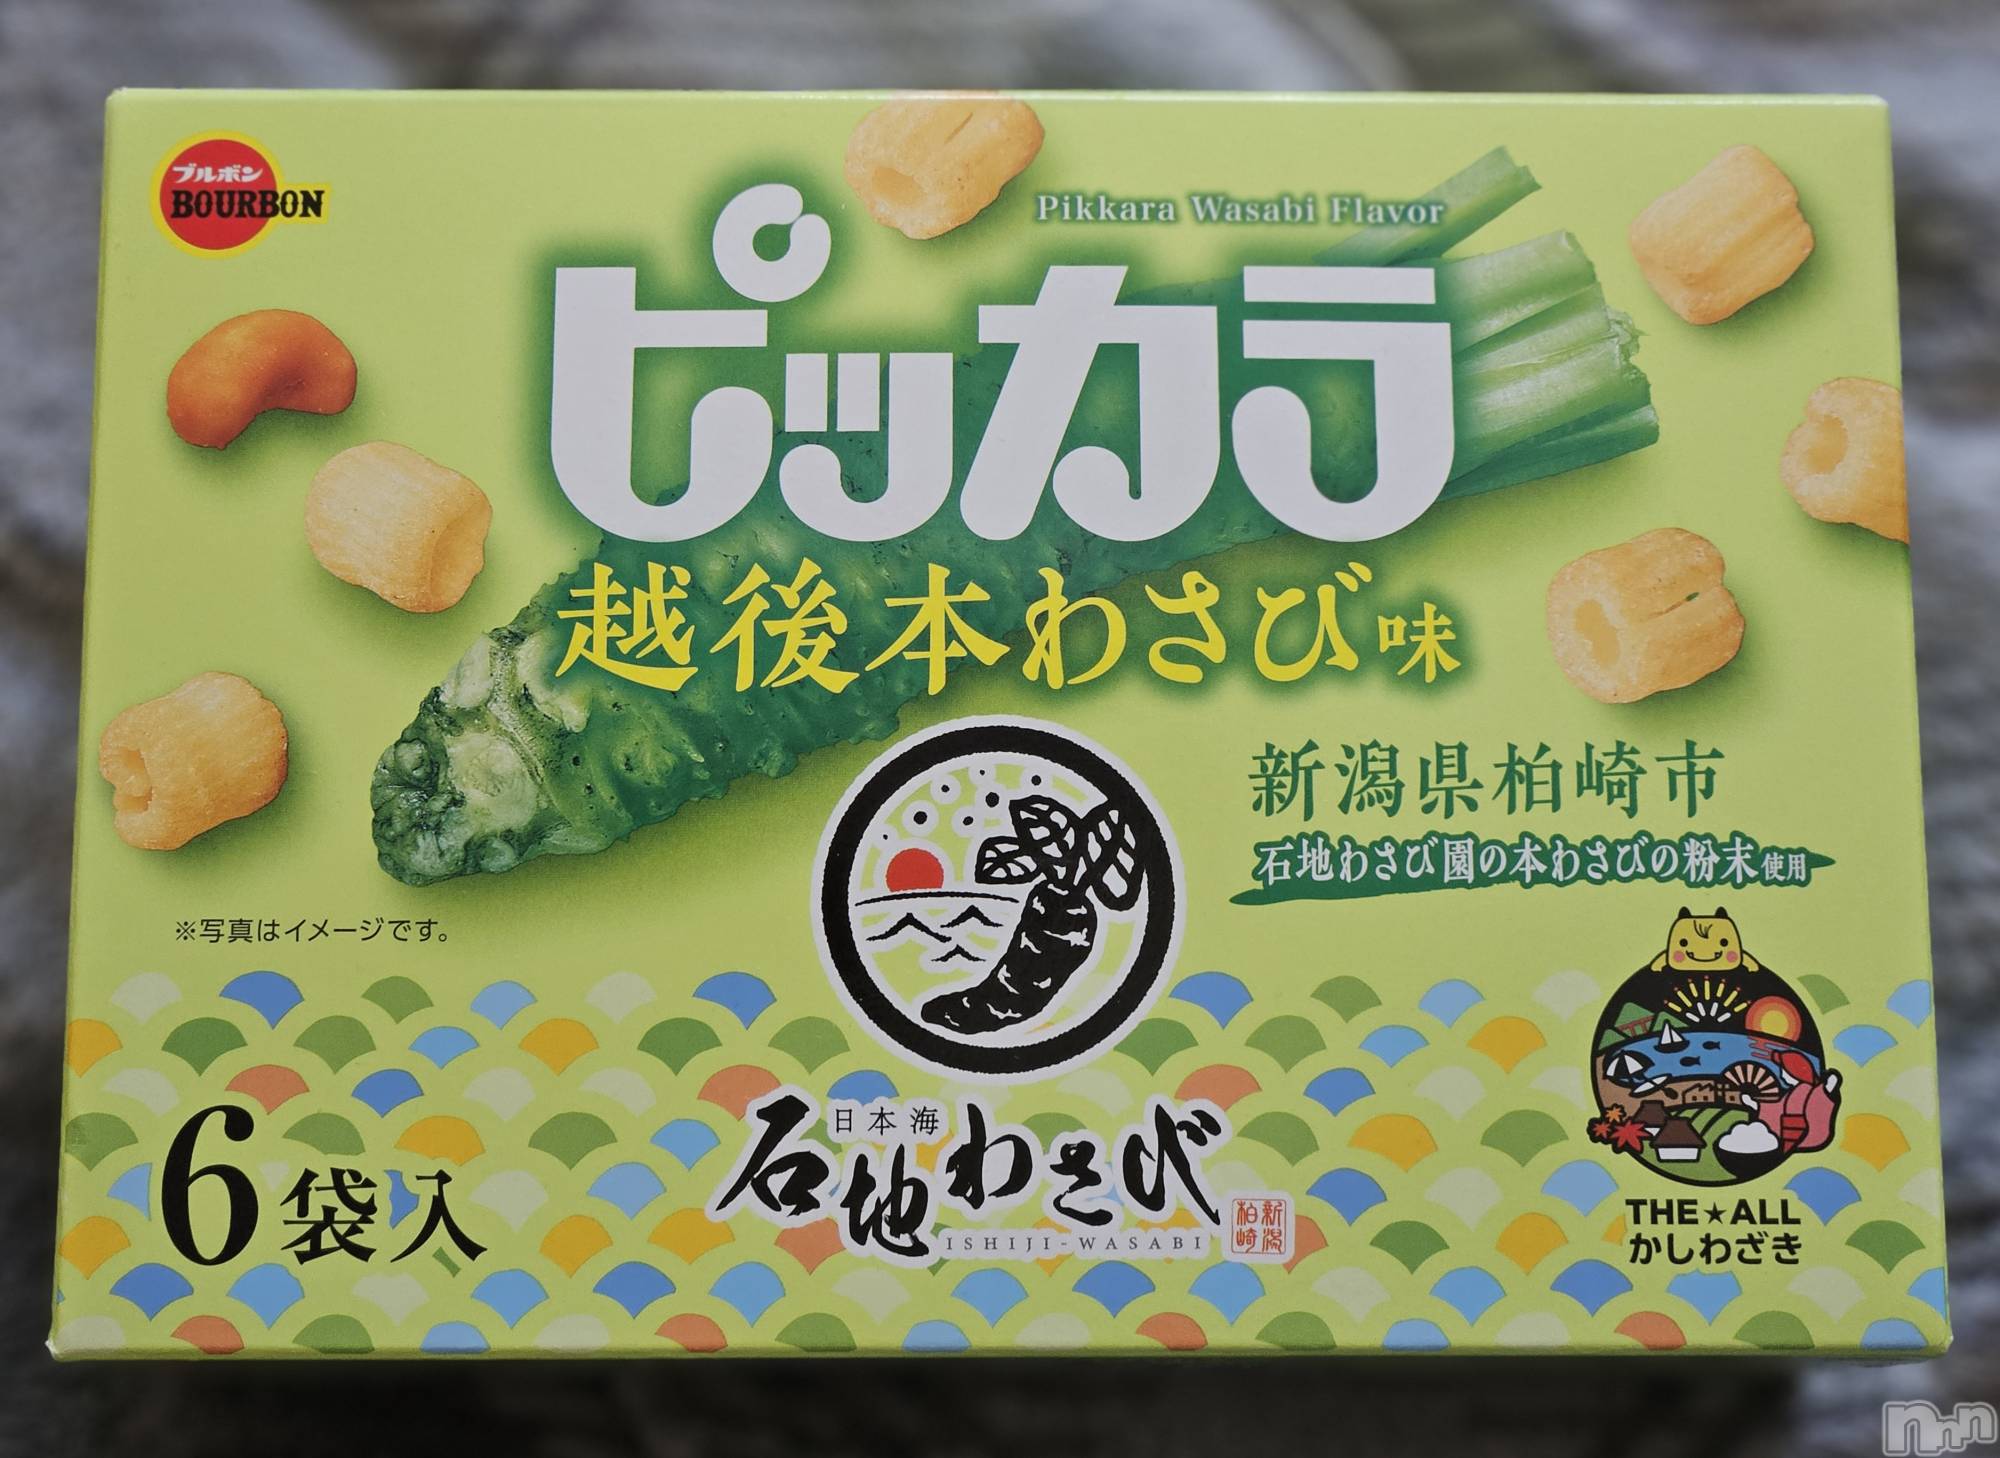 ブルボン
BOURBON
Pikkara Wasabi Flavor
ピッカラ
越後本わさび味
新潟県柏崎市
石地わさび園の本わさびの粉末使用
※写真はイメージです。
6袋入
日本海
石地わさび
ISHIJI-WASABI
新潟
柏崎
THE★ALL
かしわざき
nnn